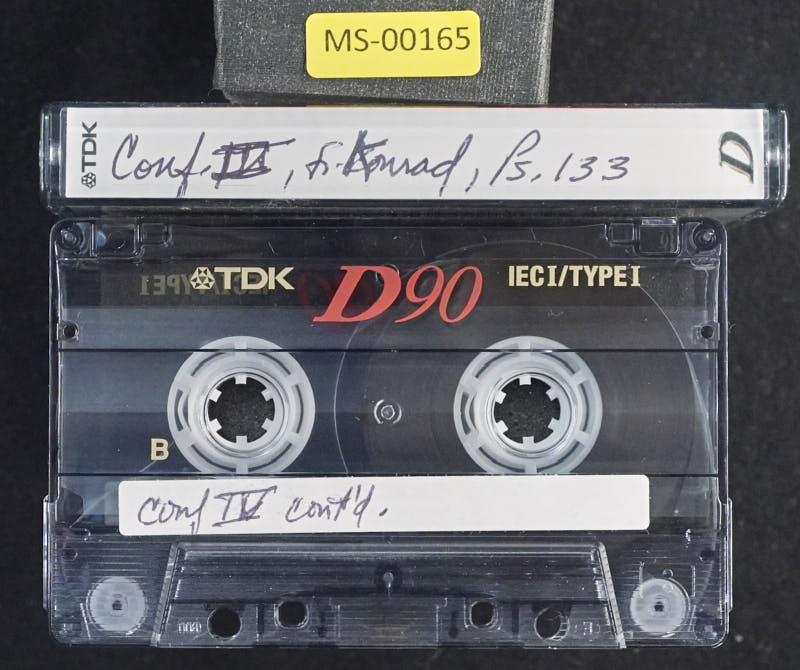 MS-00165
TDK Conf. IV, Fr. Konrad, Ps. 133 D
TDK D90 IEC I/TYPE I
B
Conf IV cont'd.